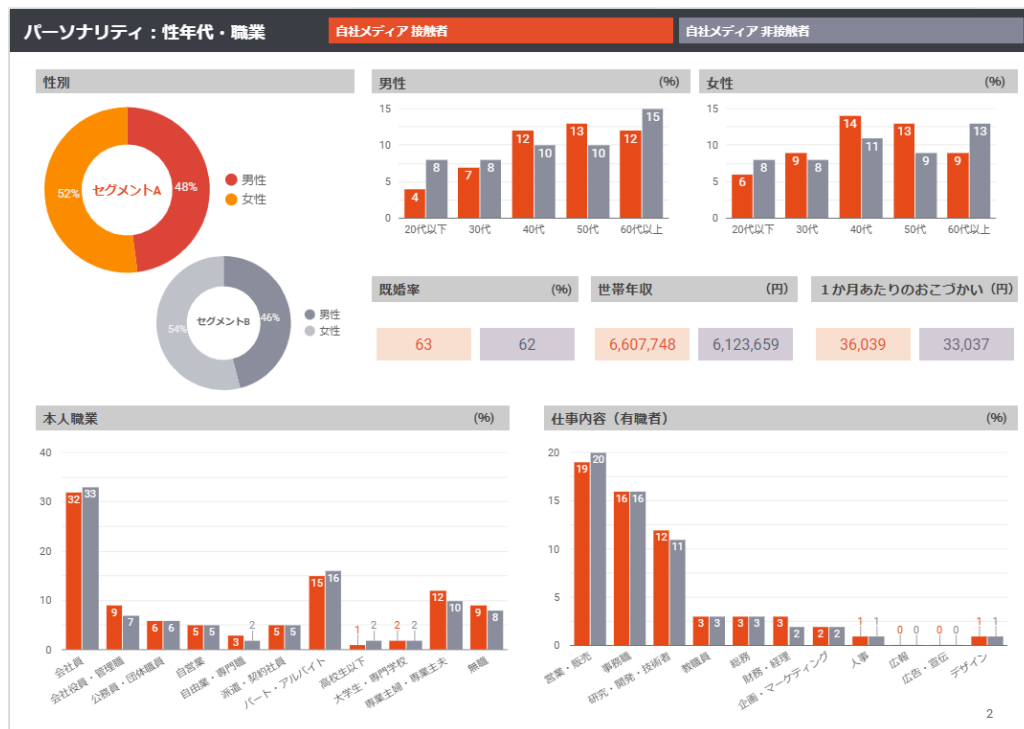 パーソナリティ：性年代・職業
自社メディア 接触者
自社メディア 非接触者
性別
52%
セグメントA
48%
男性
女性
54%
セグメントB
46%
男性
女性
男性 (%)
15
10
5
0
4 8 7 8 12 10 13 10 12 15
20代以下 30代 40代 50代 60代以上
女性 (%)
15
10
5
0
6 8 9 8 14 11 13 9 9 13
20代以下 30代 40代 50代 60代以上
既婚率 (%)
63 62
世帯年収 (円)
6,607,748 6,123,659
１か月あたりのおこづかい (円)
36,039 33,037
本人職業 (%)
40
30
20
10
0
32 33 9 7 6 6 5 5 3 2 5 5 15 16 1 2 2 2 12 10 9 8
会社員
会社役員・管理職
公務員・団体職員
自営業
自由業・専門職
派遣・契約社員
パート・アルバイト
高校生以下
大学生・専門学校
専業主婦・専業主夫
無職
仕事内容（有職者） (%)
20
15
10
5
0
19 20 16 16 12 11 3 3 3 3 3 2 2 2 1 1 0 0 0 0 1 1
営業・販売
事務職
研究・開発・技術者
教職員
総務
財務・経理
企画・マーケティング
人事
広報
広告・宣伝
デザイン
2